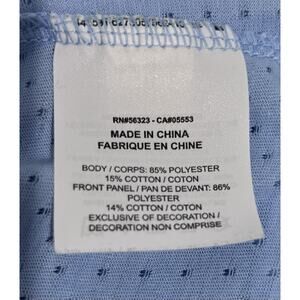 RN#56323 - CA#05553
MADE IN CHINA
FABRIQUE EN CHINE
BODY / CORPS: 85% POLYESTER
15% COTTON / COTON
FRONT PANEL / PAN DE DEVANT: 86%
POLYESTER
14% COTTON / COTON
EXCLUSIVE OF DECORATION /
DECORATION NON COMPRISE